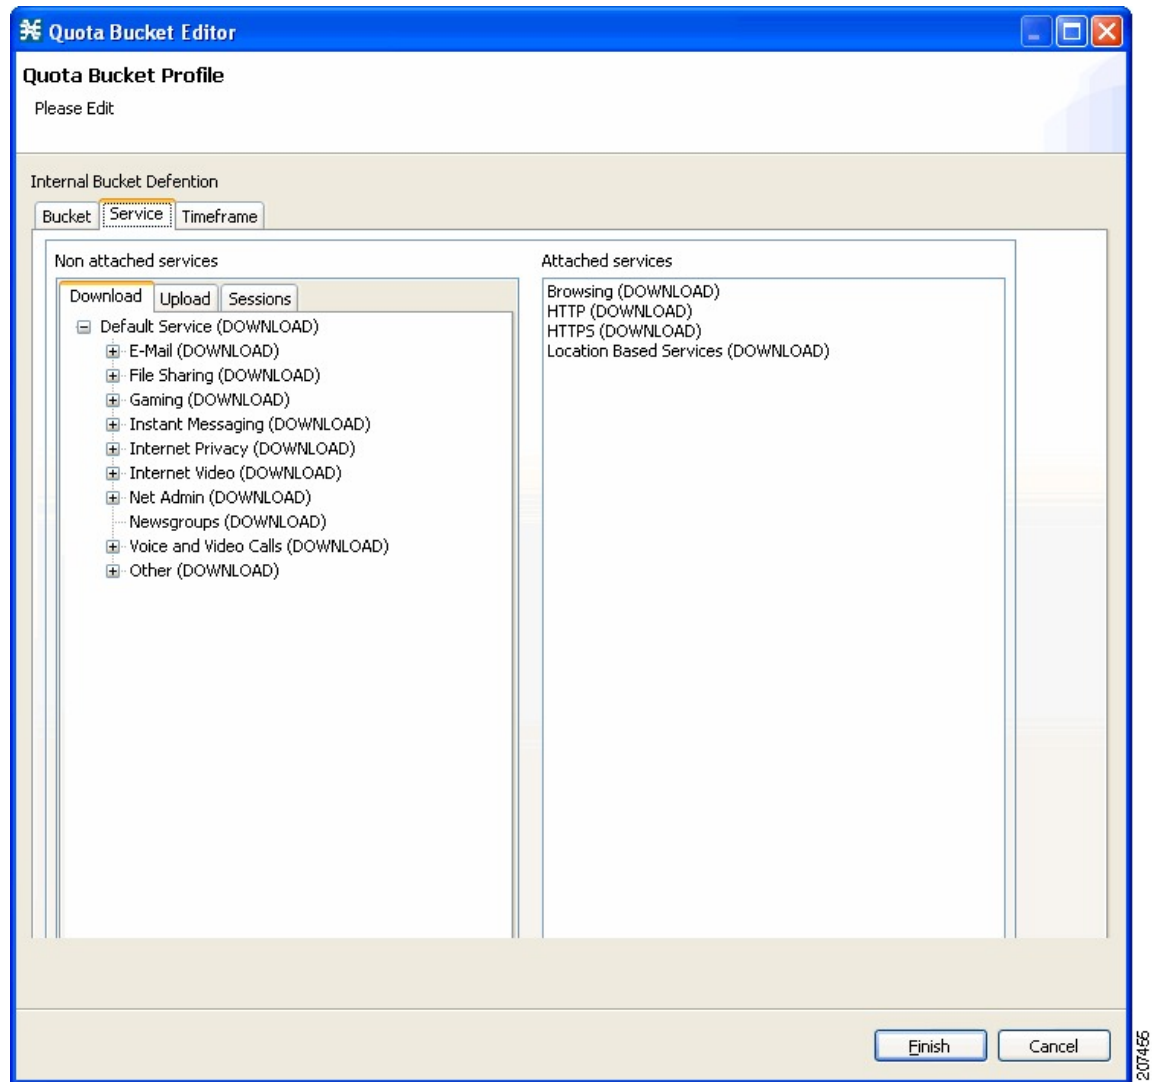 Quota Bucket Editor
Quota Bucket Profile
Please Edit
Internal Bucket Defention
Bucket
Service
Timeframe
Non attached services
Download
Upload
Sessions
Default Service (DOWNLOAD)
E-Mail (DOWNLOAD)
File Sharing (DOWNLOAD)
Gaming (DOWNLOAD)
Instant Messaging (DOWNLOAD)
Internet Privacy (DOWNLOAD)
Internet Video (DOWNLOAD)
Net Admin (DOWNLOAD)
Newsgroups (DOWNLOAD)
Voice and Video Calls (DOWNLOAD)
Other (DOWNLOAD)
Attached services
Browsing (DOWNLOAD)
HTTP (DOWNLOAD)
HTTPS (DOWNLOAD)
Location Based Services (DOWNLOAD)
Finish
Cancel
207455